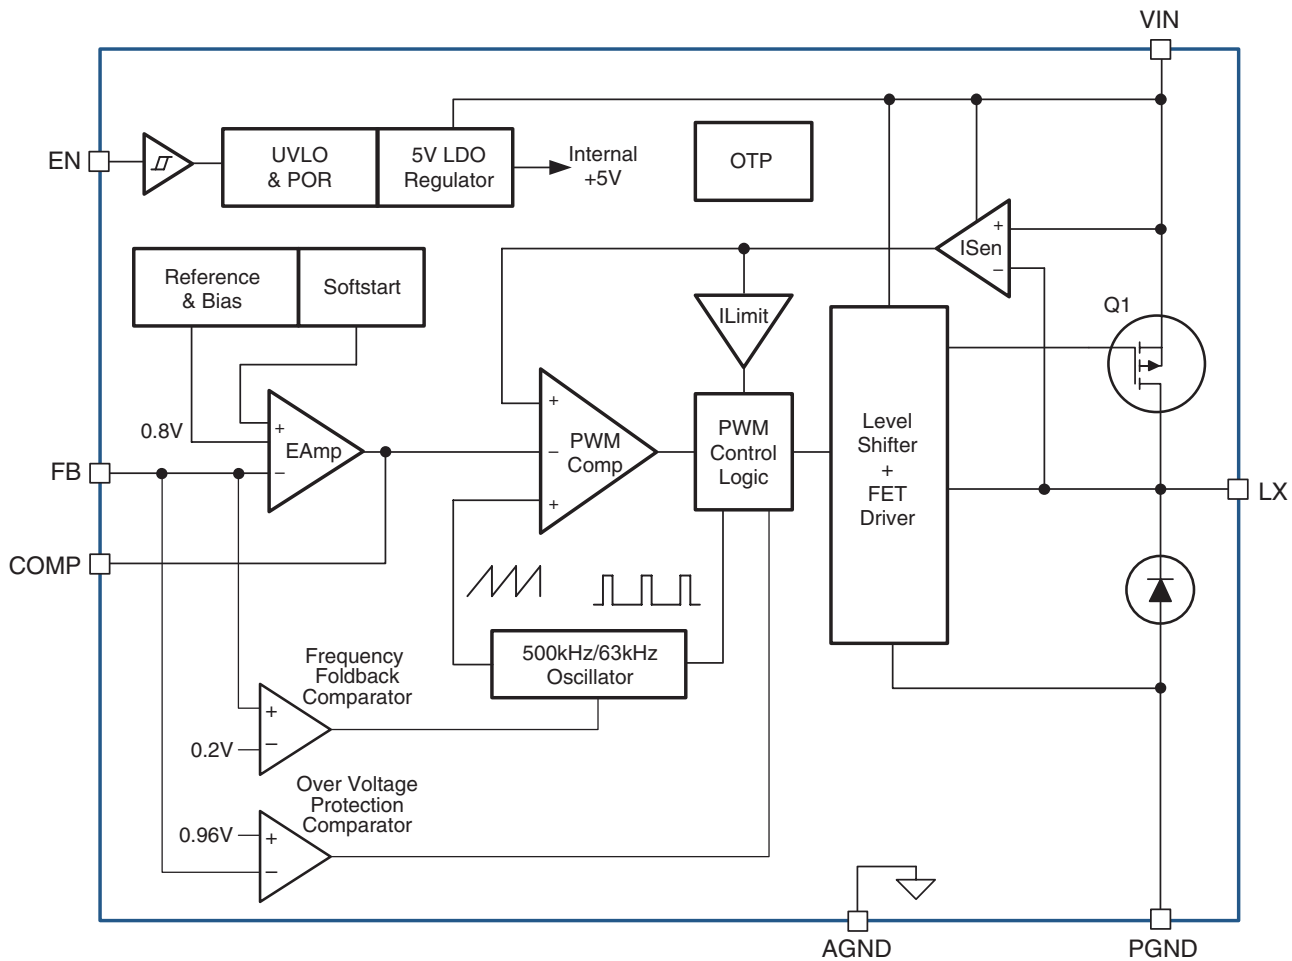 VIN
EN
UVLO
& POR
5V LDO
Regulator
Internal
+5V
OTP
+
ISen
−
Reference
& Bias
Softstart
ILimit
Q1
0.8V
+
EAmp
−
FB
+
−
PWM
Comp
+
PWM
Control
Logic
Level
Shifter
+
FET
Driver
LX
COMP
500kHz/63kHz
Oscillator
Frequency
Foldback
Comparator
+
0.2V
−
Over Voltage
Protection
Comparator
0.96V
+
−
AGND
PGND